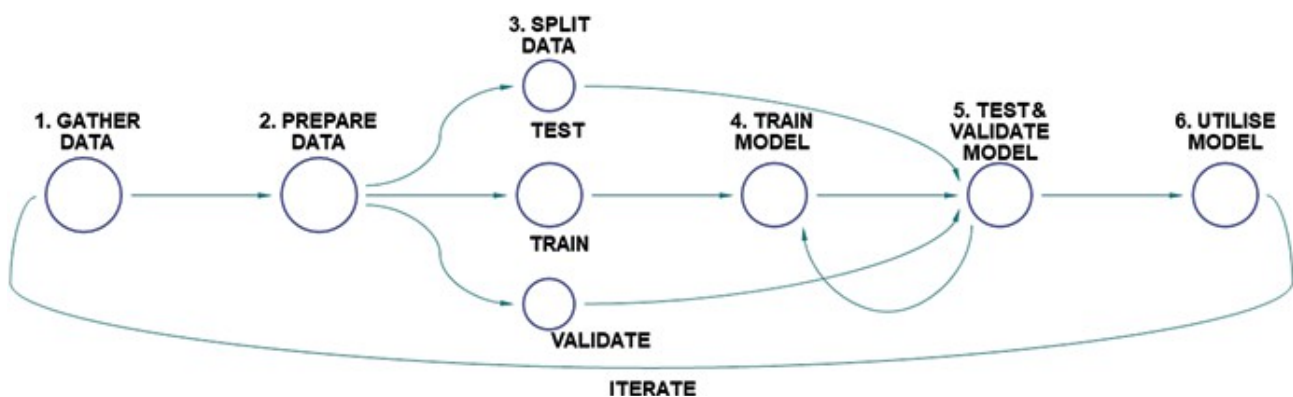 3. SPLIT
DATA
1. GATHER
DATA
2. PREPARE
DATA
TEST
4. TRAIN
MODEL
5. TEST&
VALIDATE
MODEL
6. UTILISE
MODEL
TRAIN
VALIDATE
ITERATE